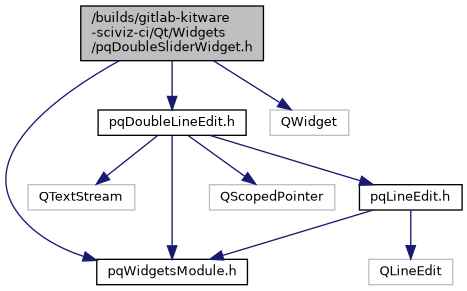 /builds/gitlab-kitware
-sciviz-ci/Qt/Widgets
/pqDoubleSliderWidget.h
pqDoubleLineEdit.h
QWidget
QTextStream
QScopedPointer
pqLineEdit.h
pqWidgetsModule.h
QLineEdit